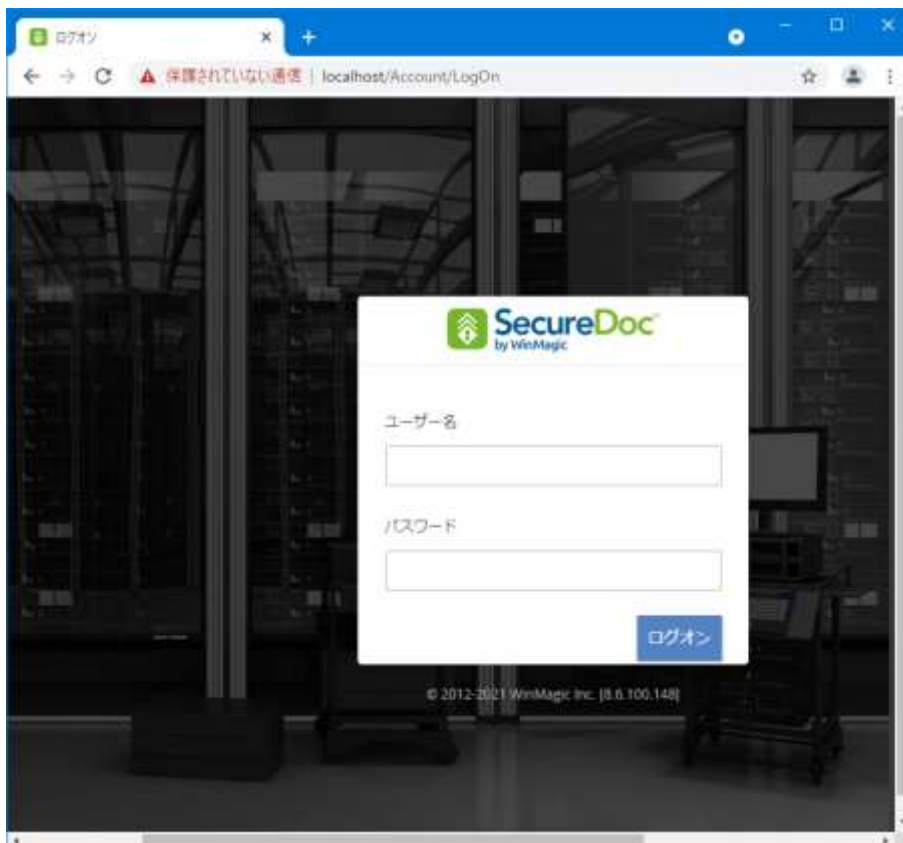 ログオン
保護されていない通信 | localhost/Account/LogOn
SecureDoc
by WinMagic
ユーザー名
パスワード
ログオン
© 2012-2021 WinMagic Inc. [8.6.100.148]